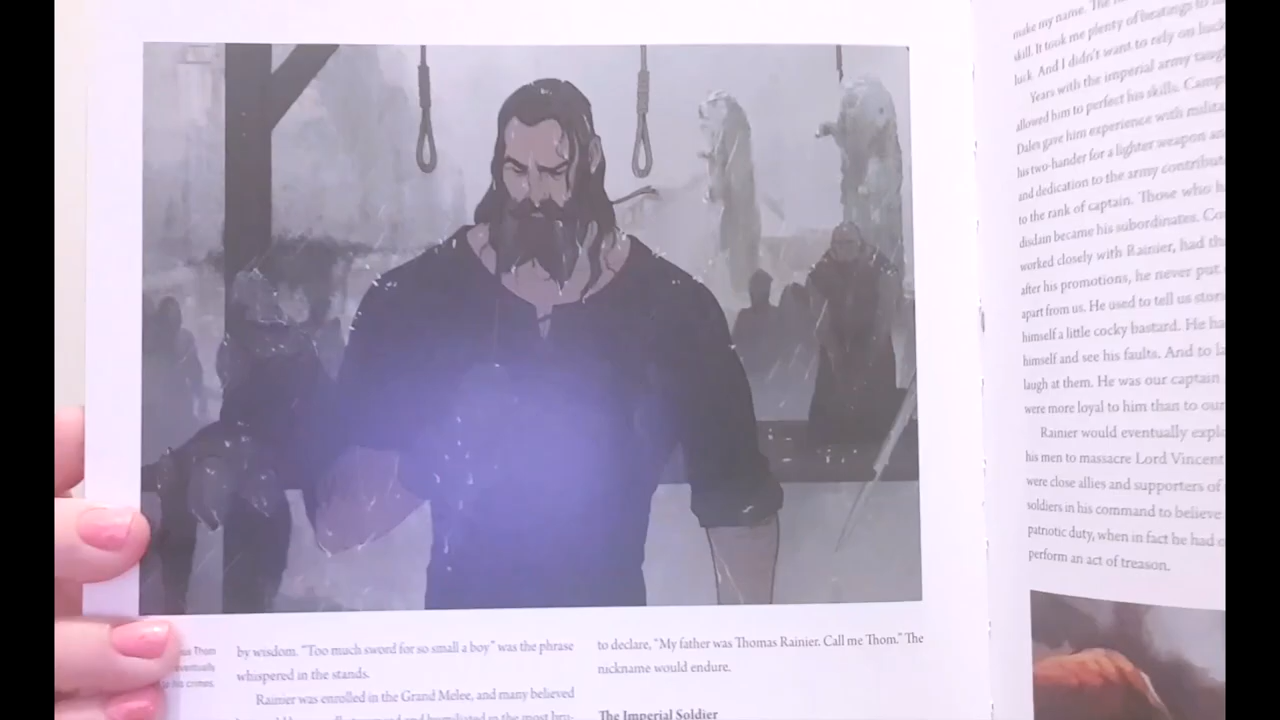 us Thom
eventually
his crimes.
by wisdom. “Too much sword for so small a boy” was the phrase
whispered in the stands.
Rainier was enrolled in the Grand Melee, and many believed
to declare, “My father was Thomas Rainier. Call me Thom.” The
nickname would endure.
The Imperial Soldier
make my name. The
skill. It took me plenty of beatings to
luck. And I didn't want to rely on luck
Years with the imperial army taug
allowed him to perfect his skills. Camp
Dales gave him experience with milita
his two-hander for a lighter weapon an
and dedication to the army contribut
to the rank of captain. Those who h
disdain became his subordinates. Co
worked closely with Rainier, had th
after his promotions, he never put
apart from us. He used to tell us stori
himself a little cocky bastard. He ha
himself and see his faults. And to la
laugh at them. He was our captain
were more loyal to him than to our
Rainier would eventually expl
his men to massacre Lord Vincent
were close allies and supporters of
soldiers in his command to believe
patriotic duty, when in fact he had o
perform an act of treason.